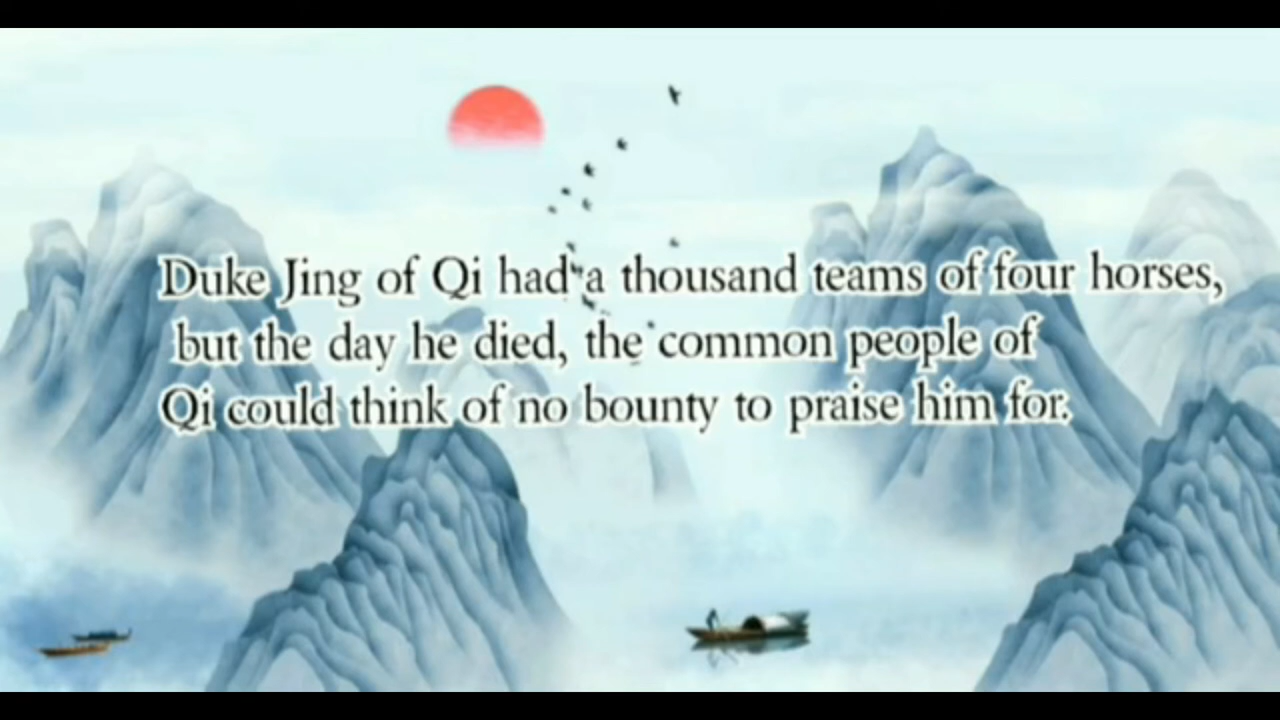 Duke Jing of Qi had a thousand teams of four horses,
but the day he died, the common people of
Qi could think of no bounty to praise him for.